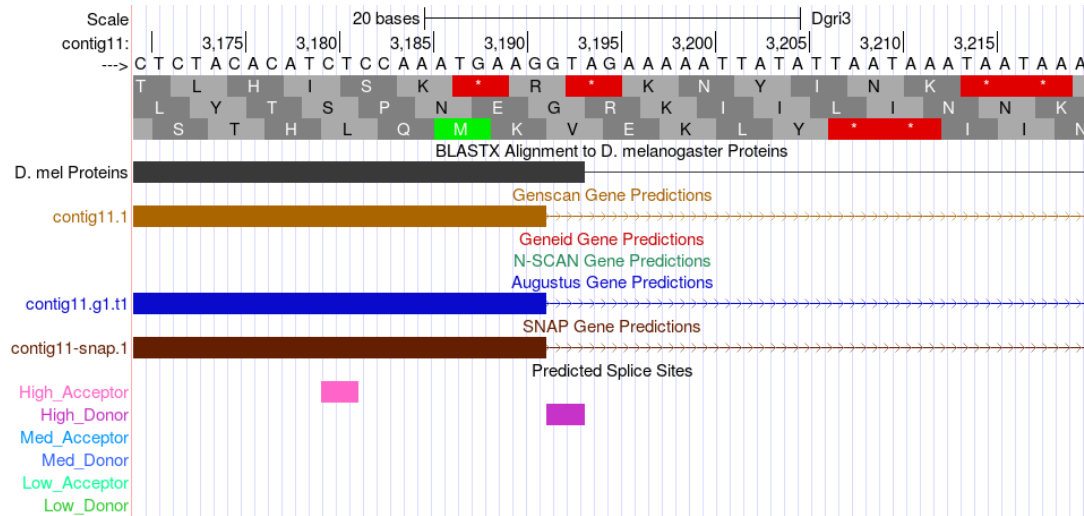 Scale 20 bases Dgri3
contig11: 3,175 3,180 3,185 3,190 3,195 3,200 3,205 3,210 3,215
---> C T C T A C A C A T C T C C A A A T G A A G G T A G A A A A A T T A T A T T A A T A A A T A A T A A A
T L H I S K * R * K N Y I N K * *
L Y T S P N E G R K I I L I N N K
S T H L Q M K V E K L Y * * I I N
BLASTX Alignment to D. melanogaster Proteins
D. mel Proteins
Genscan Gene Predictions
contig11.1
Geneid Gene Predictions
N-SCAN Gene Predictions
Augustus Gene Predictions
contig11.g1.t1
SNAP Gene Predictions
contig11-snap.1
Predicted Splice Sites
High_Acceptor
High_Donor
Med_Acceptor
Med_Donor
Low_Acceptor
Low_Donor